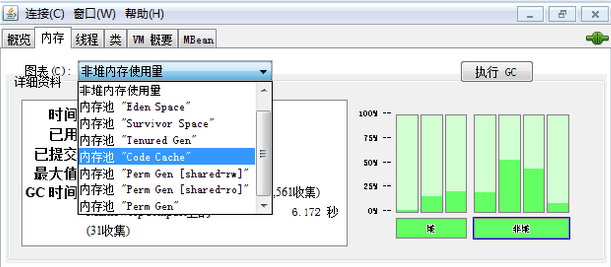 连接(C) 窗口(W) 帮助(H)
概览 内存 线程 类 VM 概要 MBean
图表(C): 非堆内存使用量 执行 GC
详细资料
非堆内存使用量
内存池 "Eden Space"
时间 内存池 "Survivor Space"
已用 内存池 "Tenured Gen"
已提交 内存池 "Code Cache"
最大值 内存池 "Perm Gen [shared-rw]"
GC 时间 内存池 "Perm Gen [shared-ro]" ,561收集)
内存池 "Perm Gen" 6.172 秒
(31收集)
100%
75%
50%
25%
0%
堆 非堆